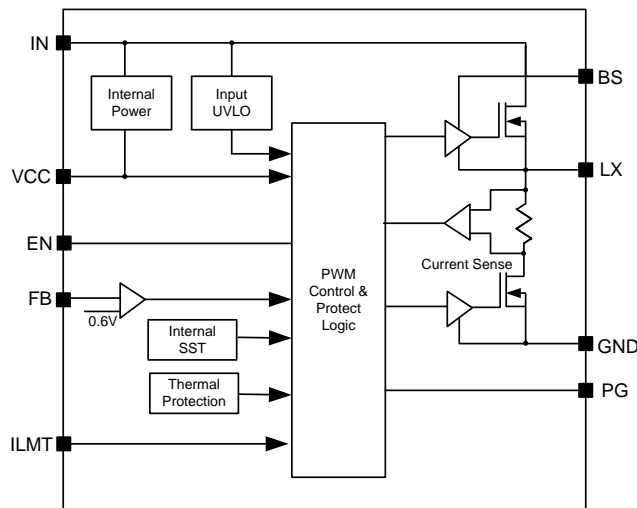 IN
BS
Internal
Power
Input
UVLO
VCC
LX
EN
PWM
Control &
Protect
Logic
Current Sense
FB
0.6V
Internal
SST
GND
Thermal
Protection
PG
ILMT